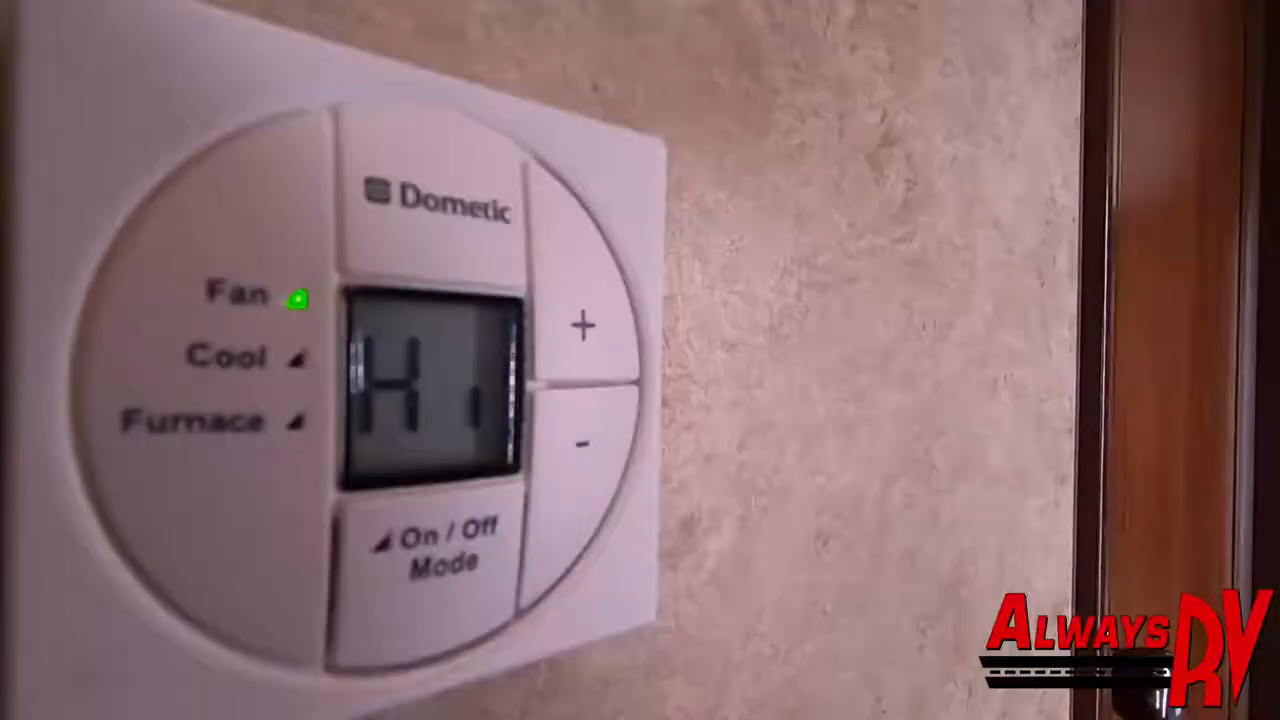 Dometic
Fan
Cool
Furnace
Hi
+
-
On / Off
Mode
ALWAYS RV